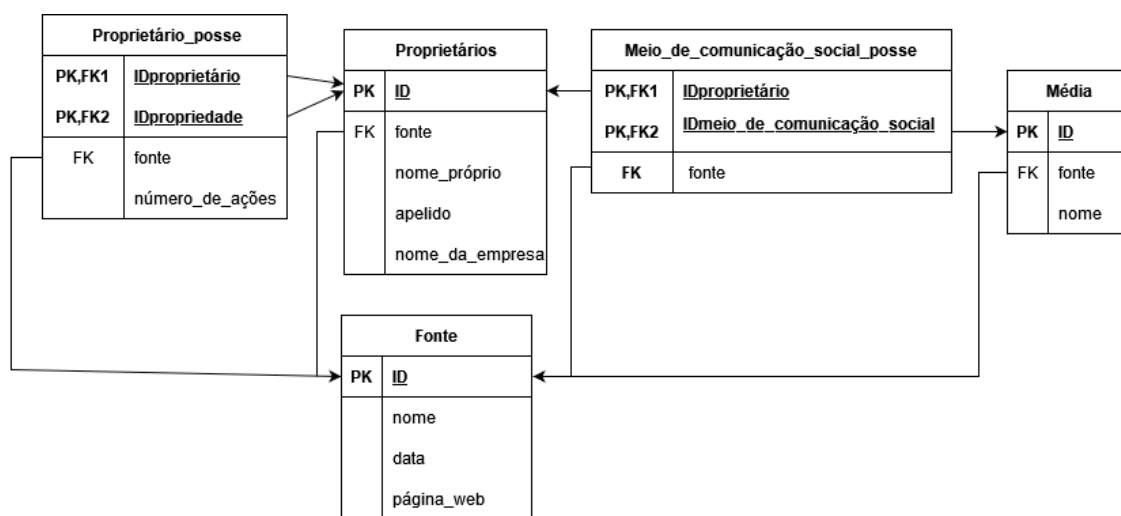 Proprietário_posse
PK,FK1 IDproprietário
PK,FK2 IDpropriedade
FK fonte
número_de_ações
Proprietários
PK ID
FK fonte
nome_próprio
apelido
nome_da_empresa
Meio_de_comunicação_social_posse
PK,FK1 IDproprietário
PK,FK2 IDmeio_de_comunicação_social
FK fonte
Média
PK ID
FK fonte
nome
Fonte
PK ID
nome
data
página_web